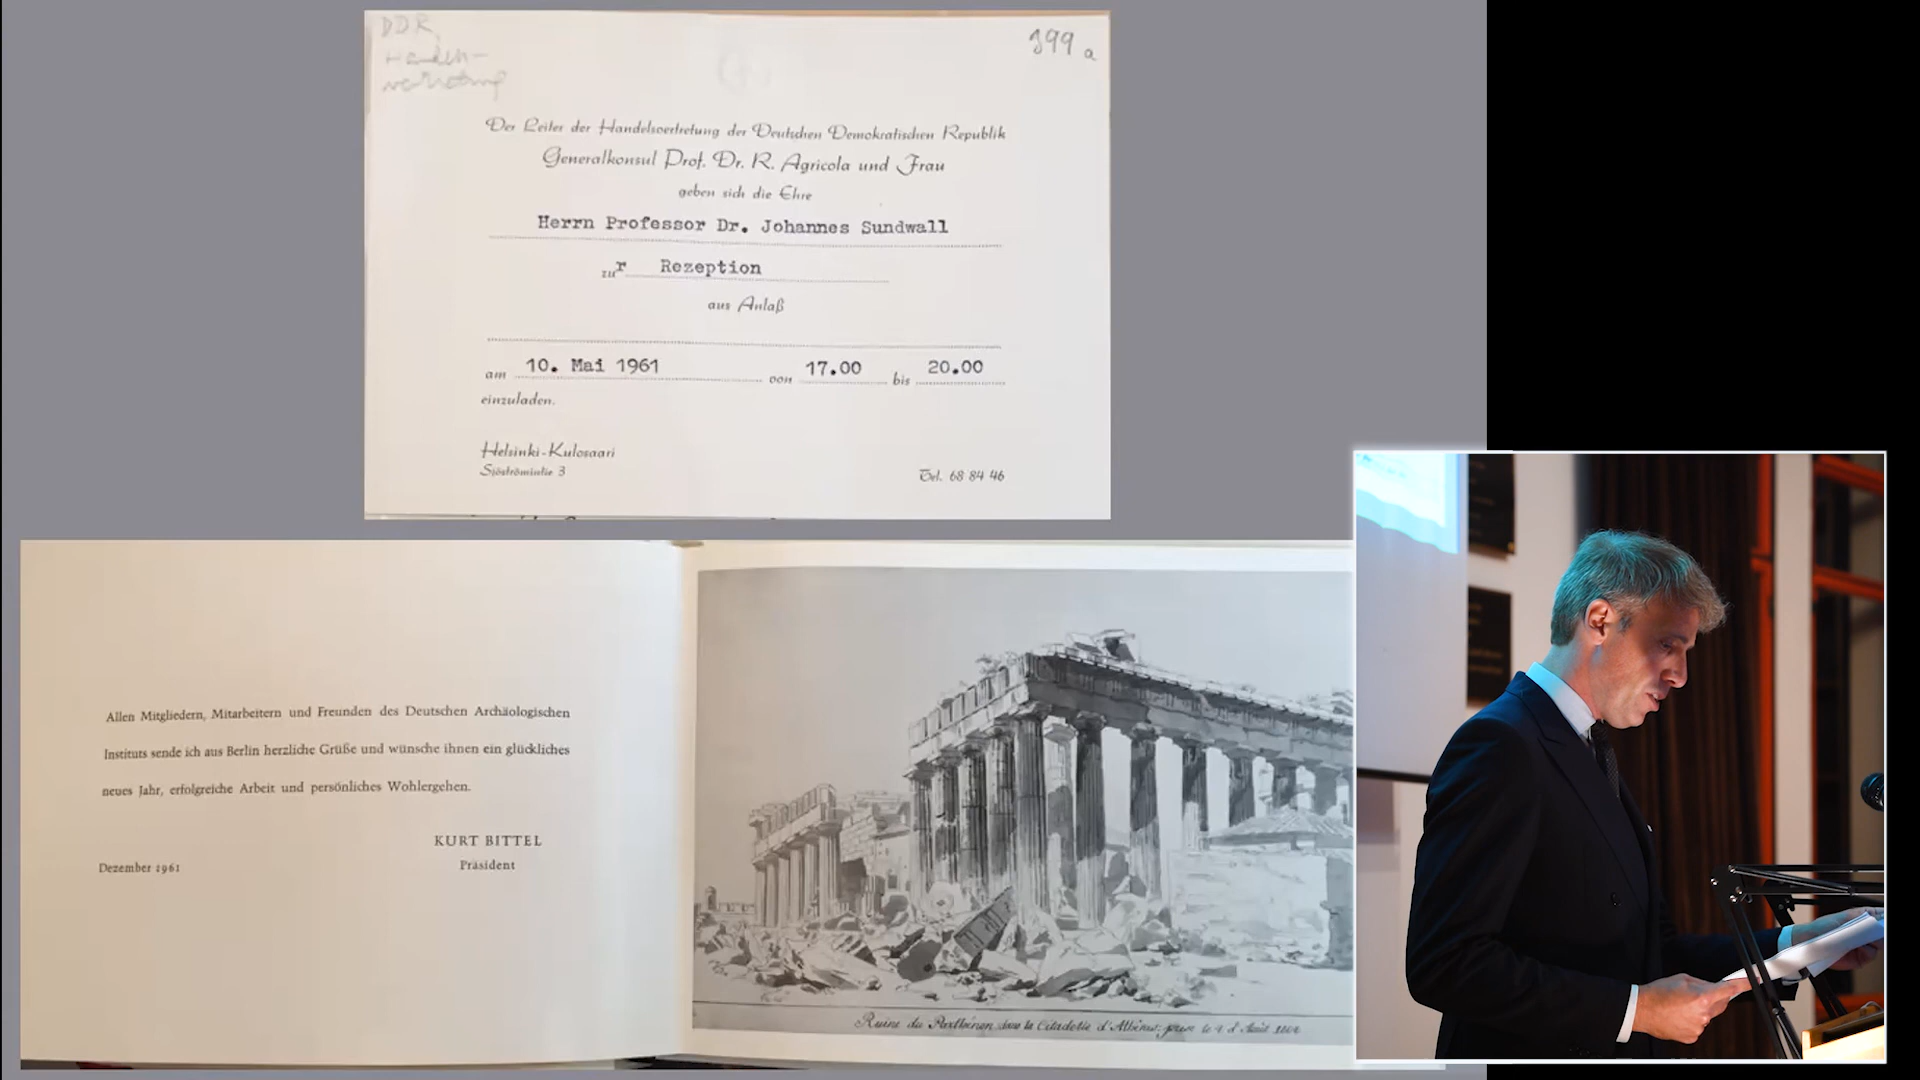 DDR,
Handels-
vertretung
399 a
Der Leiter der Handelsvertretung der Deutschen Demokratischen Republik
Generalkonsul Prof. Dr. R. Agricola und Frau
geben sich die Ehre
Herrn Professor Dr. Johannes Sundwall
zur Rezeption
aus Anlaß
am 10. Mai 1961 von 17.00 bis 20.00
einzuladen.
Helsinki-Kulosaari
Sjöströmintie 3
Tel. 68 84 46
Allen Mitgliedern, Mitarbeitern und Freunden des Deutschen Archäologischen
Instituts sende ich aus Berlin herzliche Grüße und wünsche ihnen ein glückliches
neues Jahr, erfolgreiche Arbeit und persönliches Wohlergehen.
KURT BITTEL
Präsident
Dezember 1961
Ruine du Parthénon dans la Citadelle d'Athènes